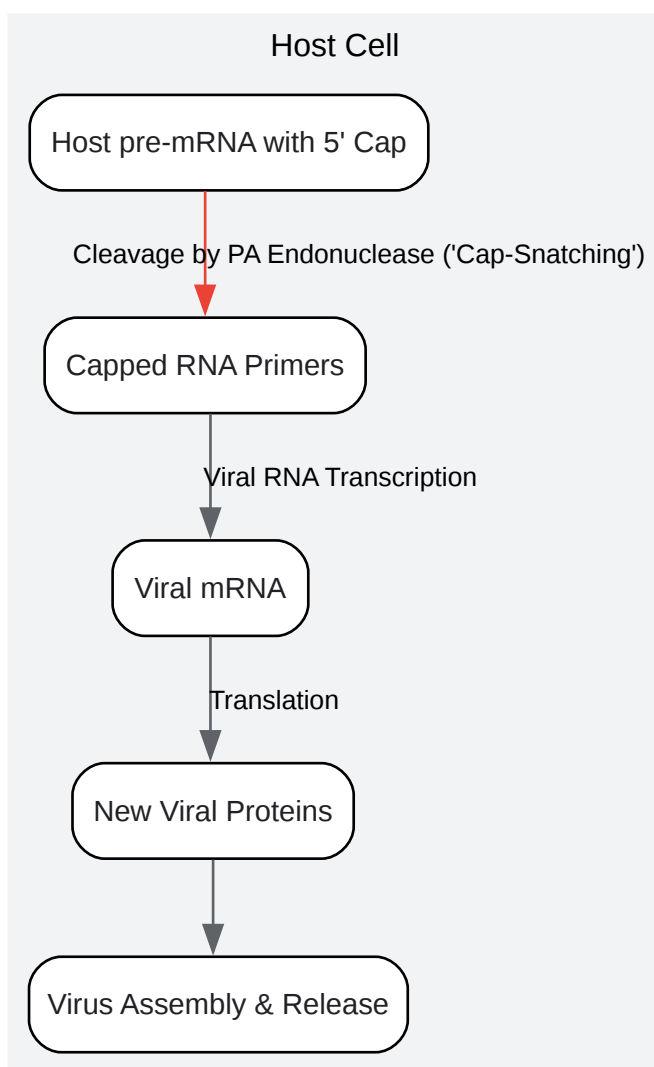 Host Cell
Host pre-mRNA with 5' Cap
Cleavage by PA Endonuclease ('Cap-Snatching')
Capped RNA Primers
Viral RNA Transcription
Viral mRNA
Translation
New Viral Proteins
Virus Assembly & Release